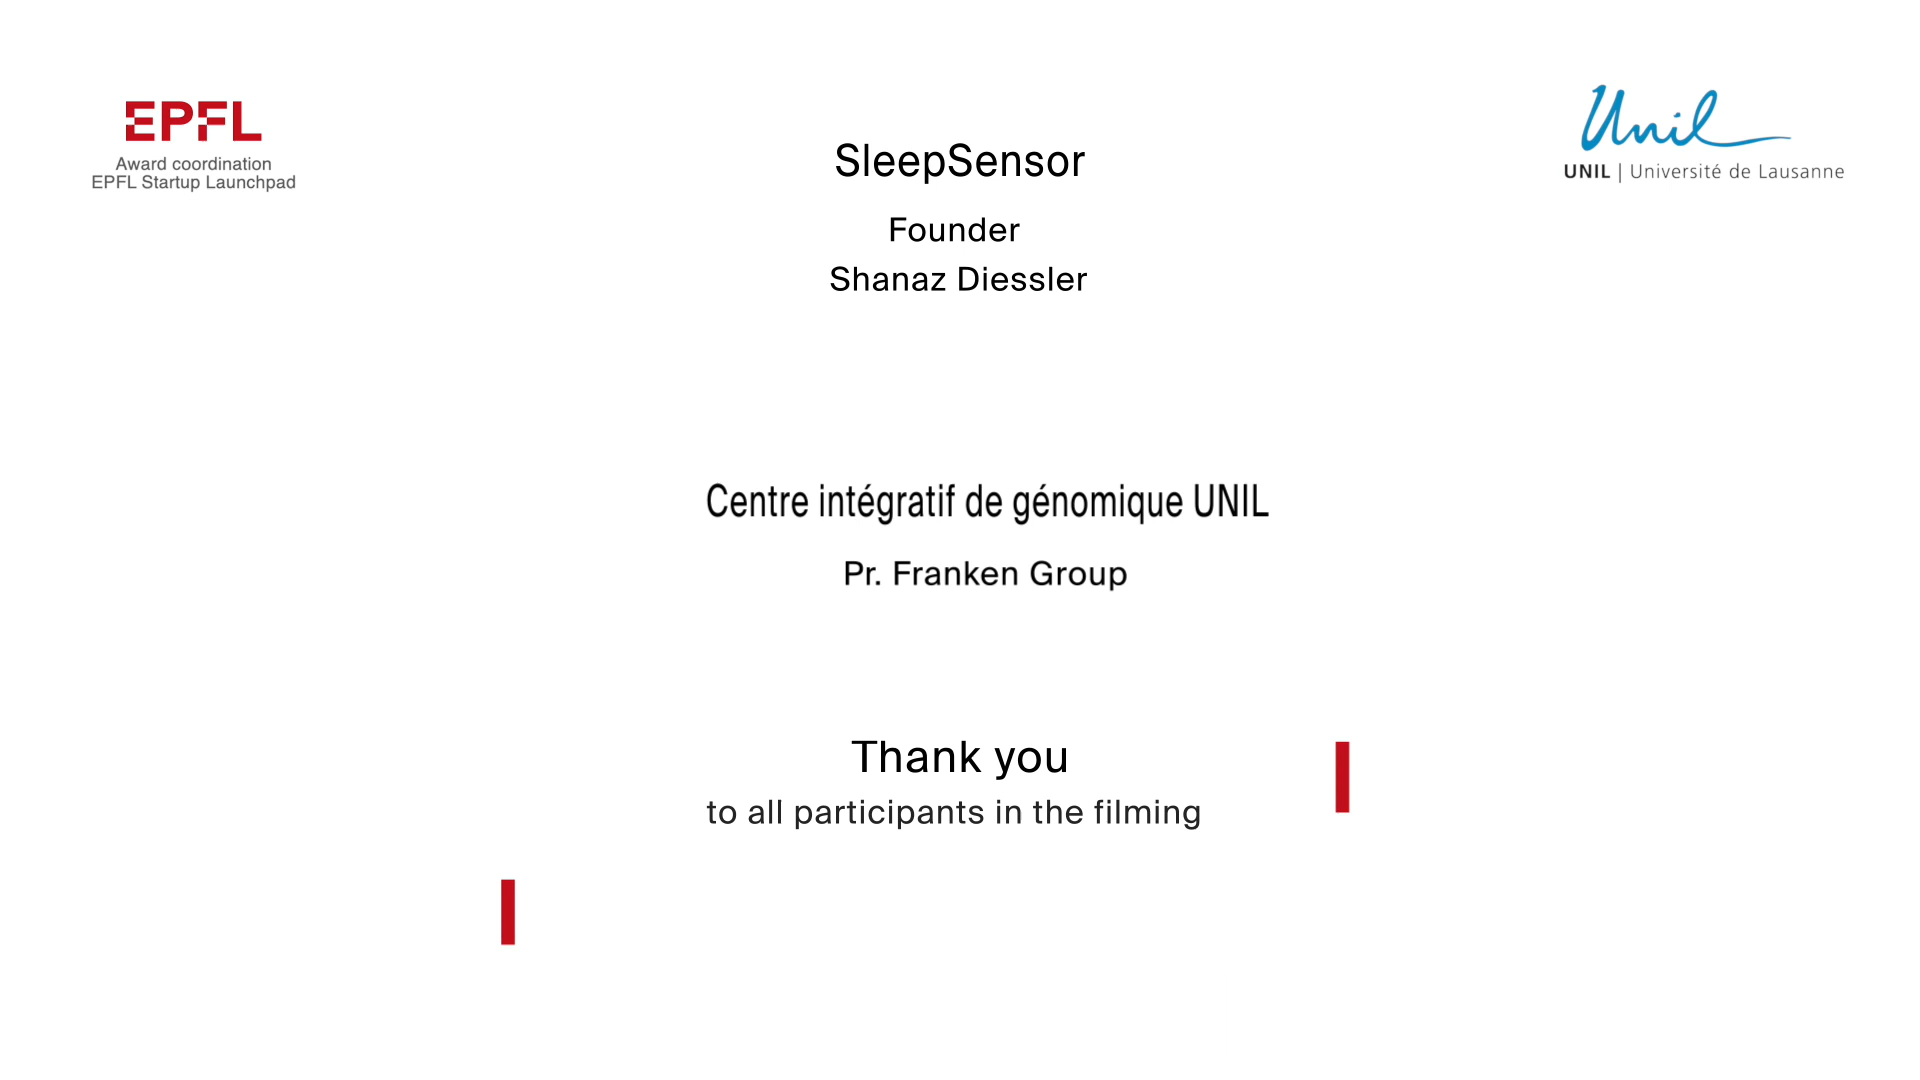 EPFL
Award coordination
EPFL Startup Launchpad
Unil
UNIL | Université de Lausanne
SleepSensor
Founder
Shanaz Diessler
Centre intégratif de génomique UNIL
Pr. Franken Group
Thank you
to all participants in the filming